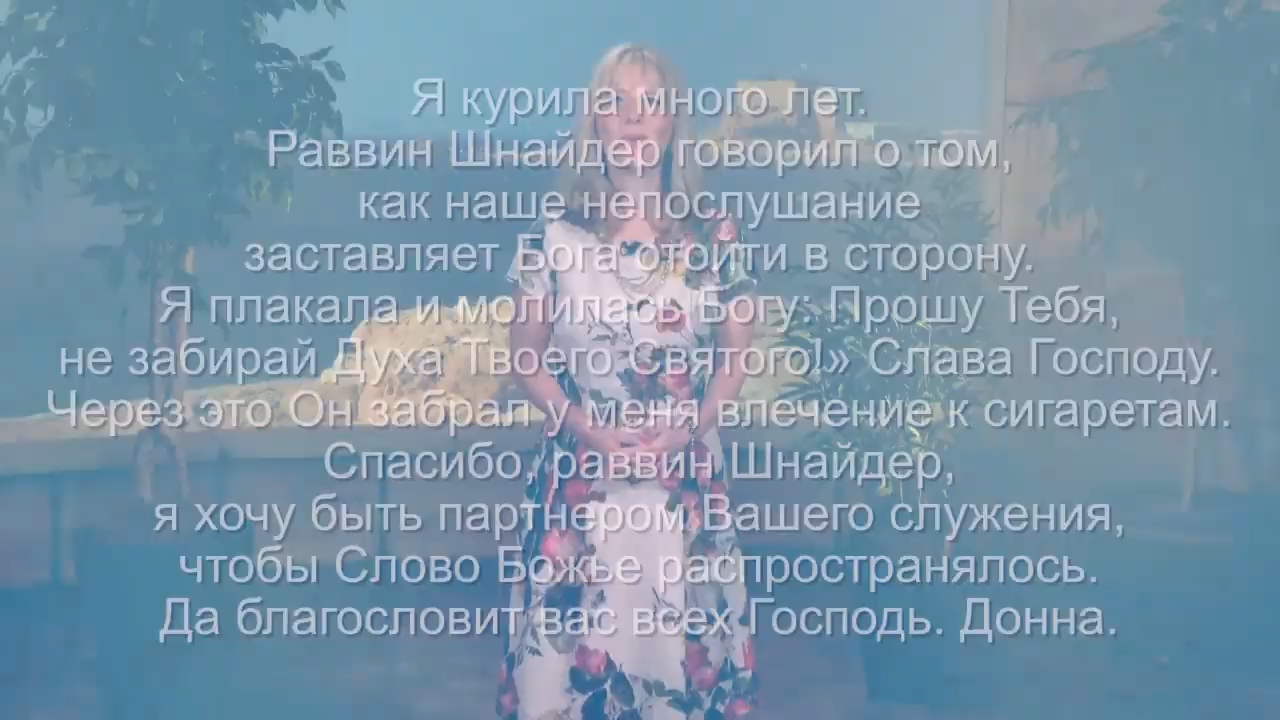 Я курила много лет.
Раввин Шнайдер говорил о том,
как наше непослушание
заставляет Бога отойти в сторону.
Я плакала и молилась Богу: Прошу Тебя,
не забирай Духа Твоего Святого!» Слава Господу.
Через это Он забрал у меня влечение к сигаретам.
Спасибо, раввин Шнайдер,
я хочу быть партнером Вашего служения,
чтобы Слово Божье распространялось.
Да благословит вас всех Господь. Донна.